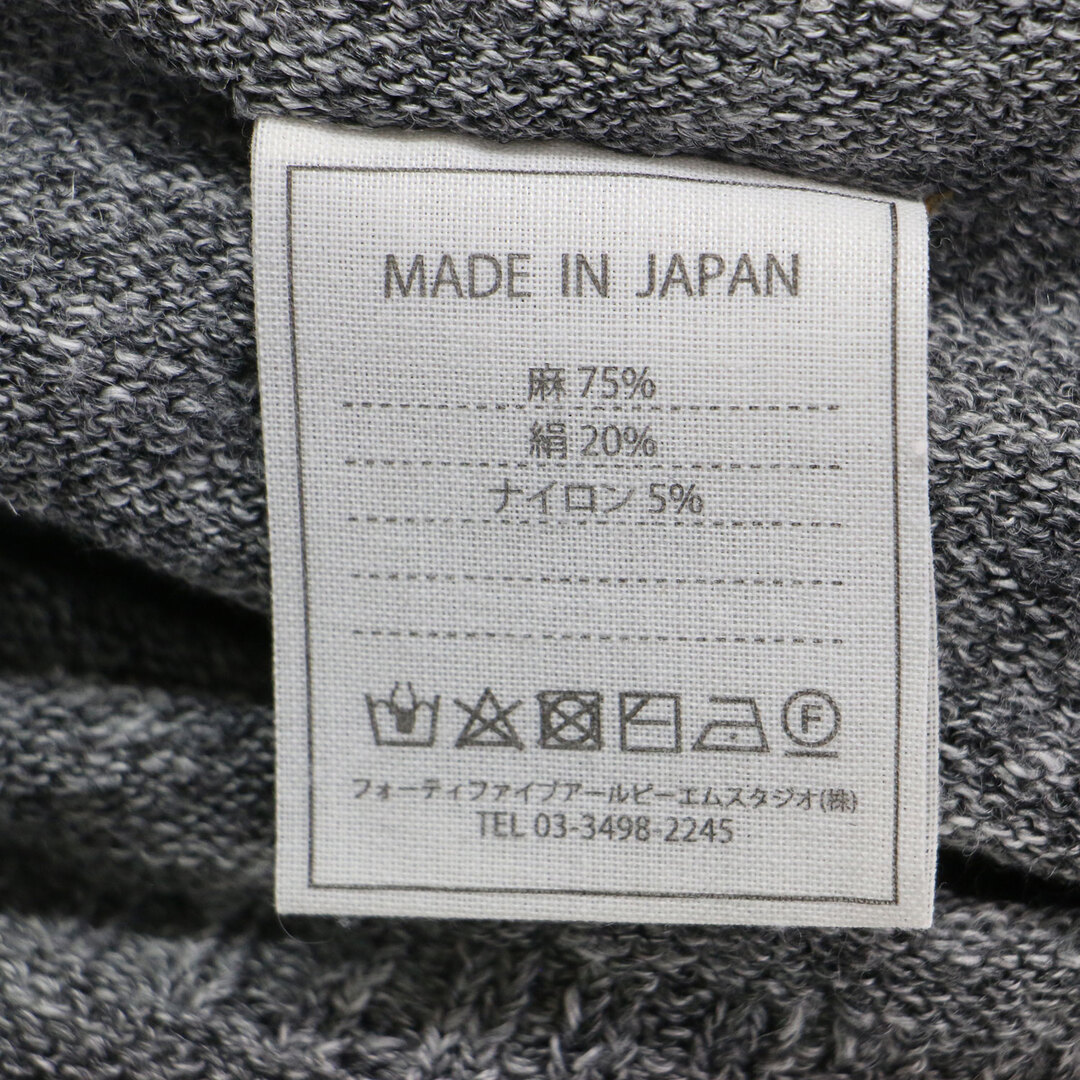 MADE IN JAPAN
麻 75%
絹 20%
ナイロン 5%
F
フォーティファイブアールピーエムスタジオ(株)
TEL 03-3498-2245